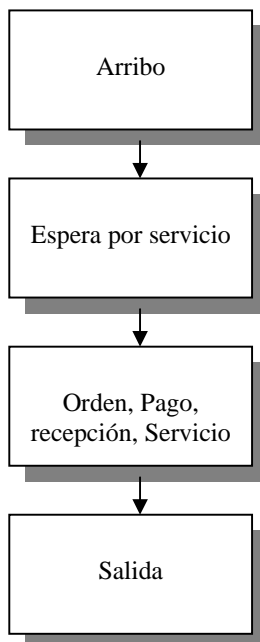 Arribo
Espera por servicio
Orden, Pago,
recepción, Servicio
Salida